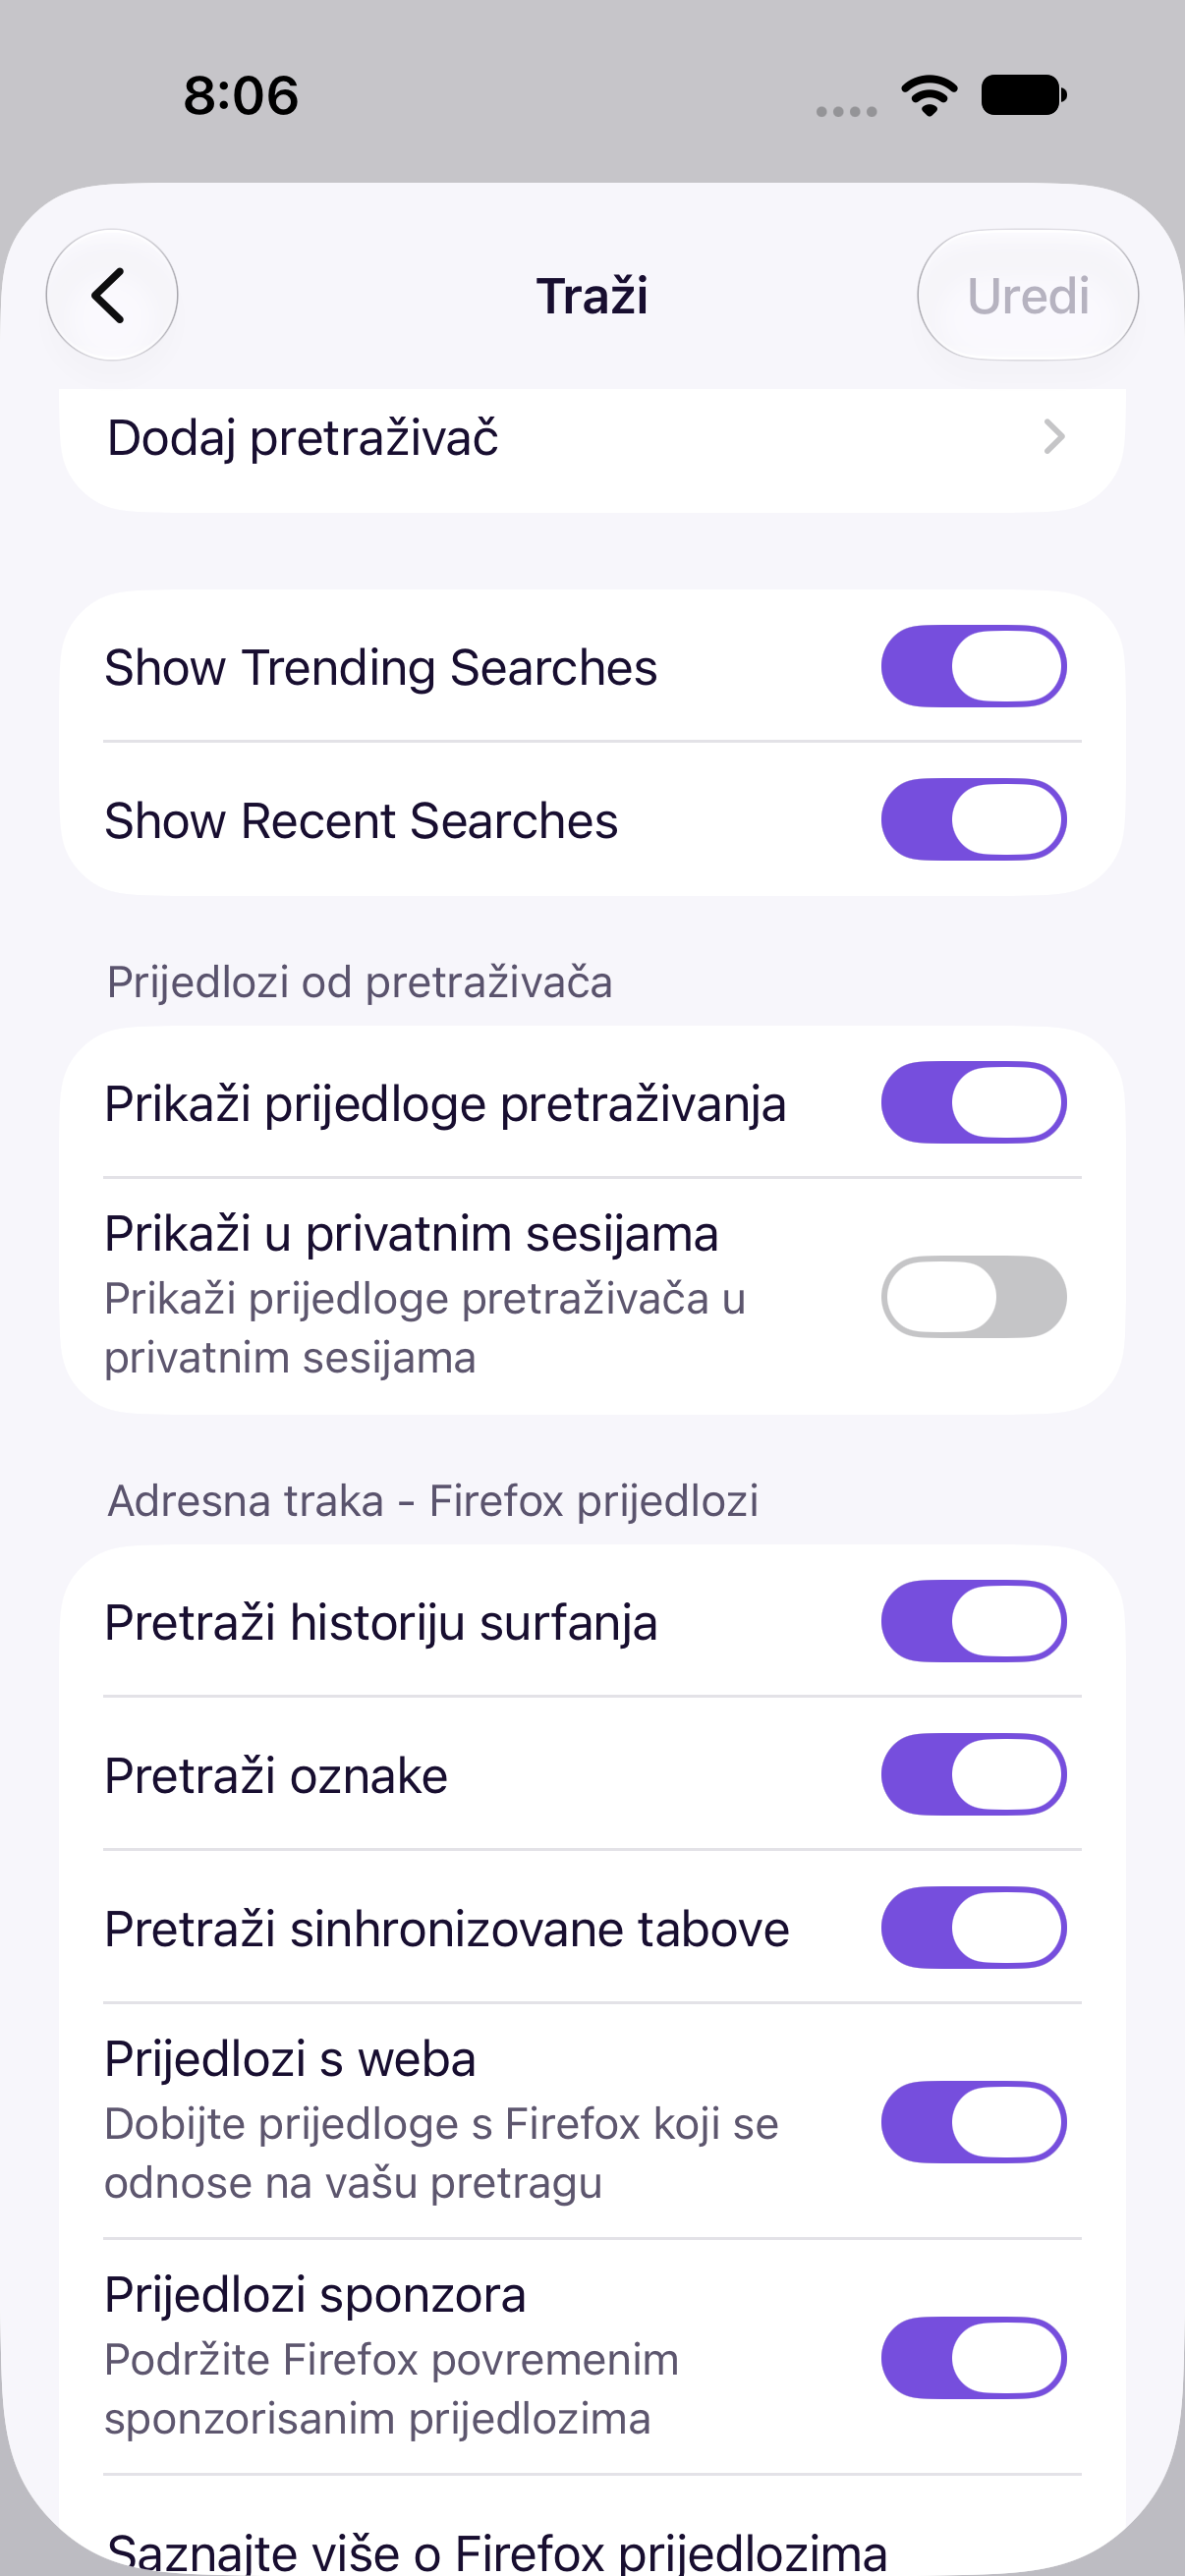 8:06
Traži
Uredi
Dodaj pretraživač
Show Trending Searches
Show Recent Searches
Prijedlozi od pretraživača
Prikaži prijedloge pretraživanja
Prikaži u privatnim sesijama
Prikaži prijedloge pretraživača u
privatnim sesijama
Adresna traka - Firefox prijedlozi
Pretraži historiju surfanja
Pretraži oznake
Pretraži sinhronizovane tabove
Prijedlozi s weba
Dobijte prijedloge s Firefox koji se
odnose na vašu pretragu
Prijedlozi sponzora
Podržite Firefox povremenim
sponzorisanim prijedlozima
Saznajte više o Firefox prijedlozima